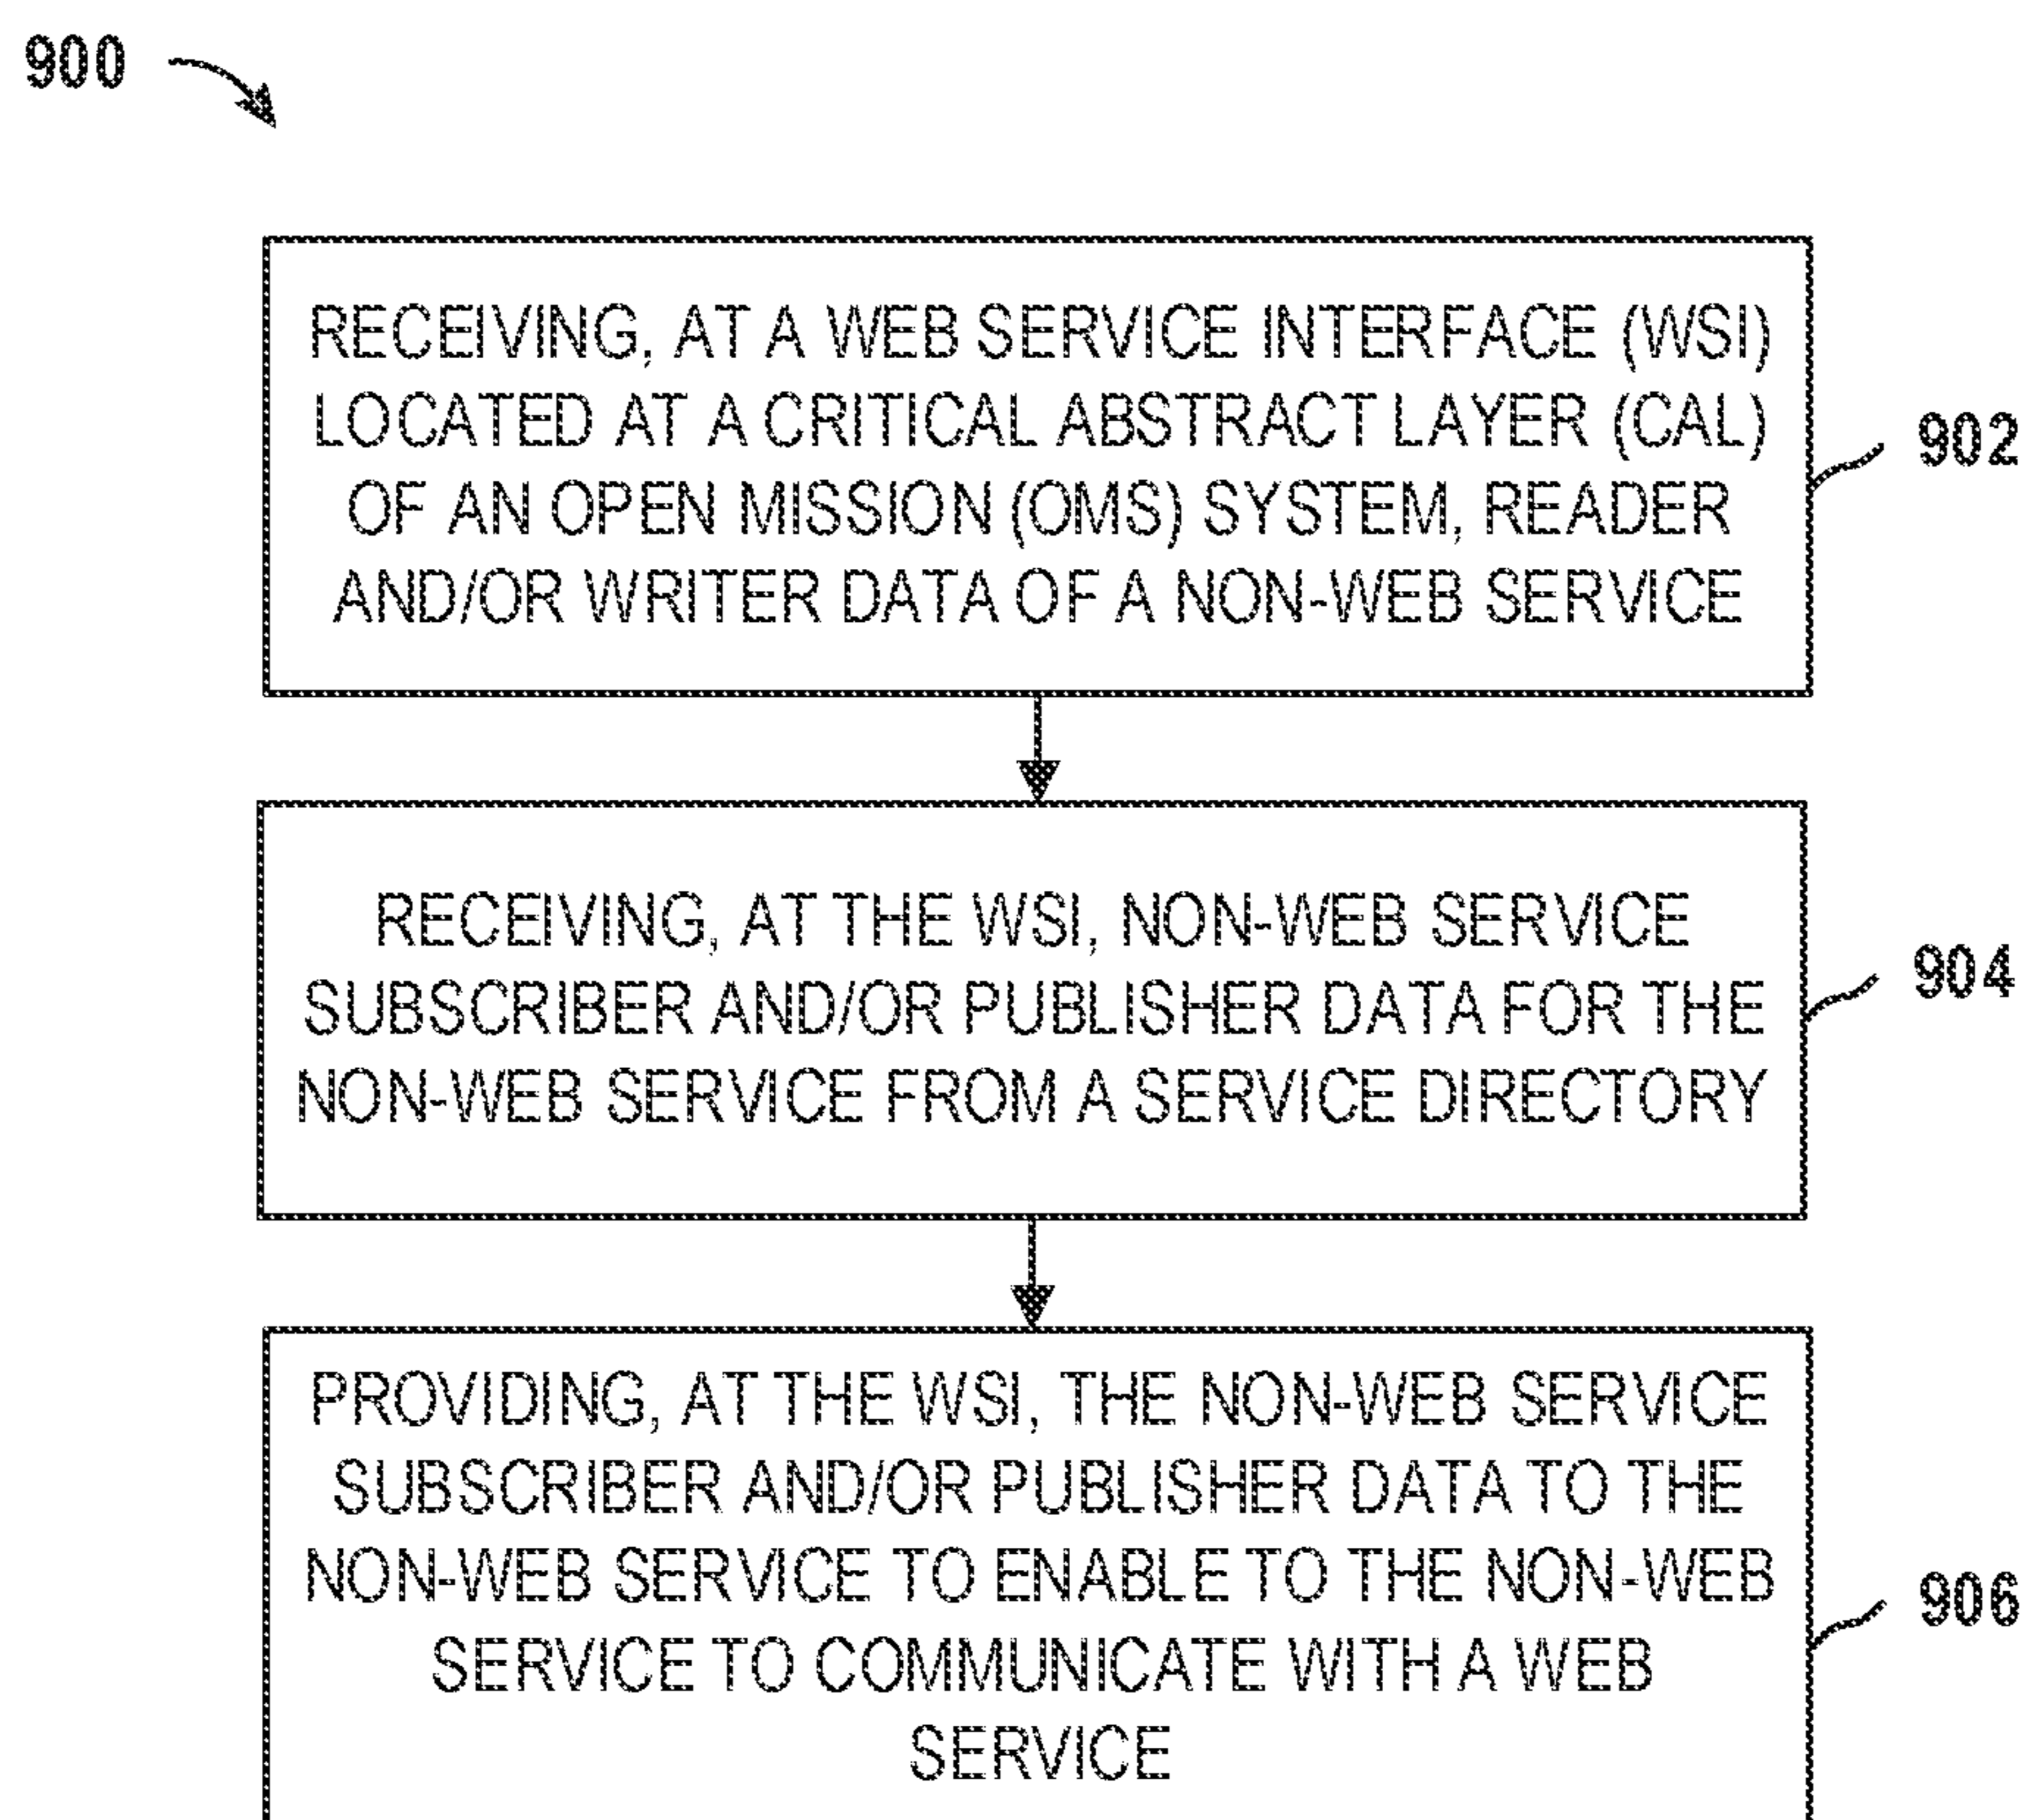 900
RECEIVING, AT A WEB SERVICE INTERFACE (WSI)
LOCATED AT A CRITICAL ABSTRACT LAYER (CAL)
OF AN OPEN MISSION (OMS) SYSTEM, READER
AND/OR WRITER DATA OF A NON-WEB SERVICE
902
RECEIVING, AT THE WSI, NON-WEB SERVICE
SUBSCRIBER AND/OR PUBLISHER DATA FOR THE
NON-WEB SERVICE FROM A SERVICE DIRECTORY
904
PROVIDING, AT THE WSI, THE NON-WEB SERVICE
SUBSCRIBER AND/OR PUBLISHER DATA TO THE
NON-WEB SERVICE TO ENABLE TO THE NON-WEB
SERVICE TO COMMUNICATE WITH A WEB
SERVICE
906